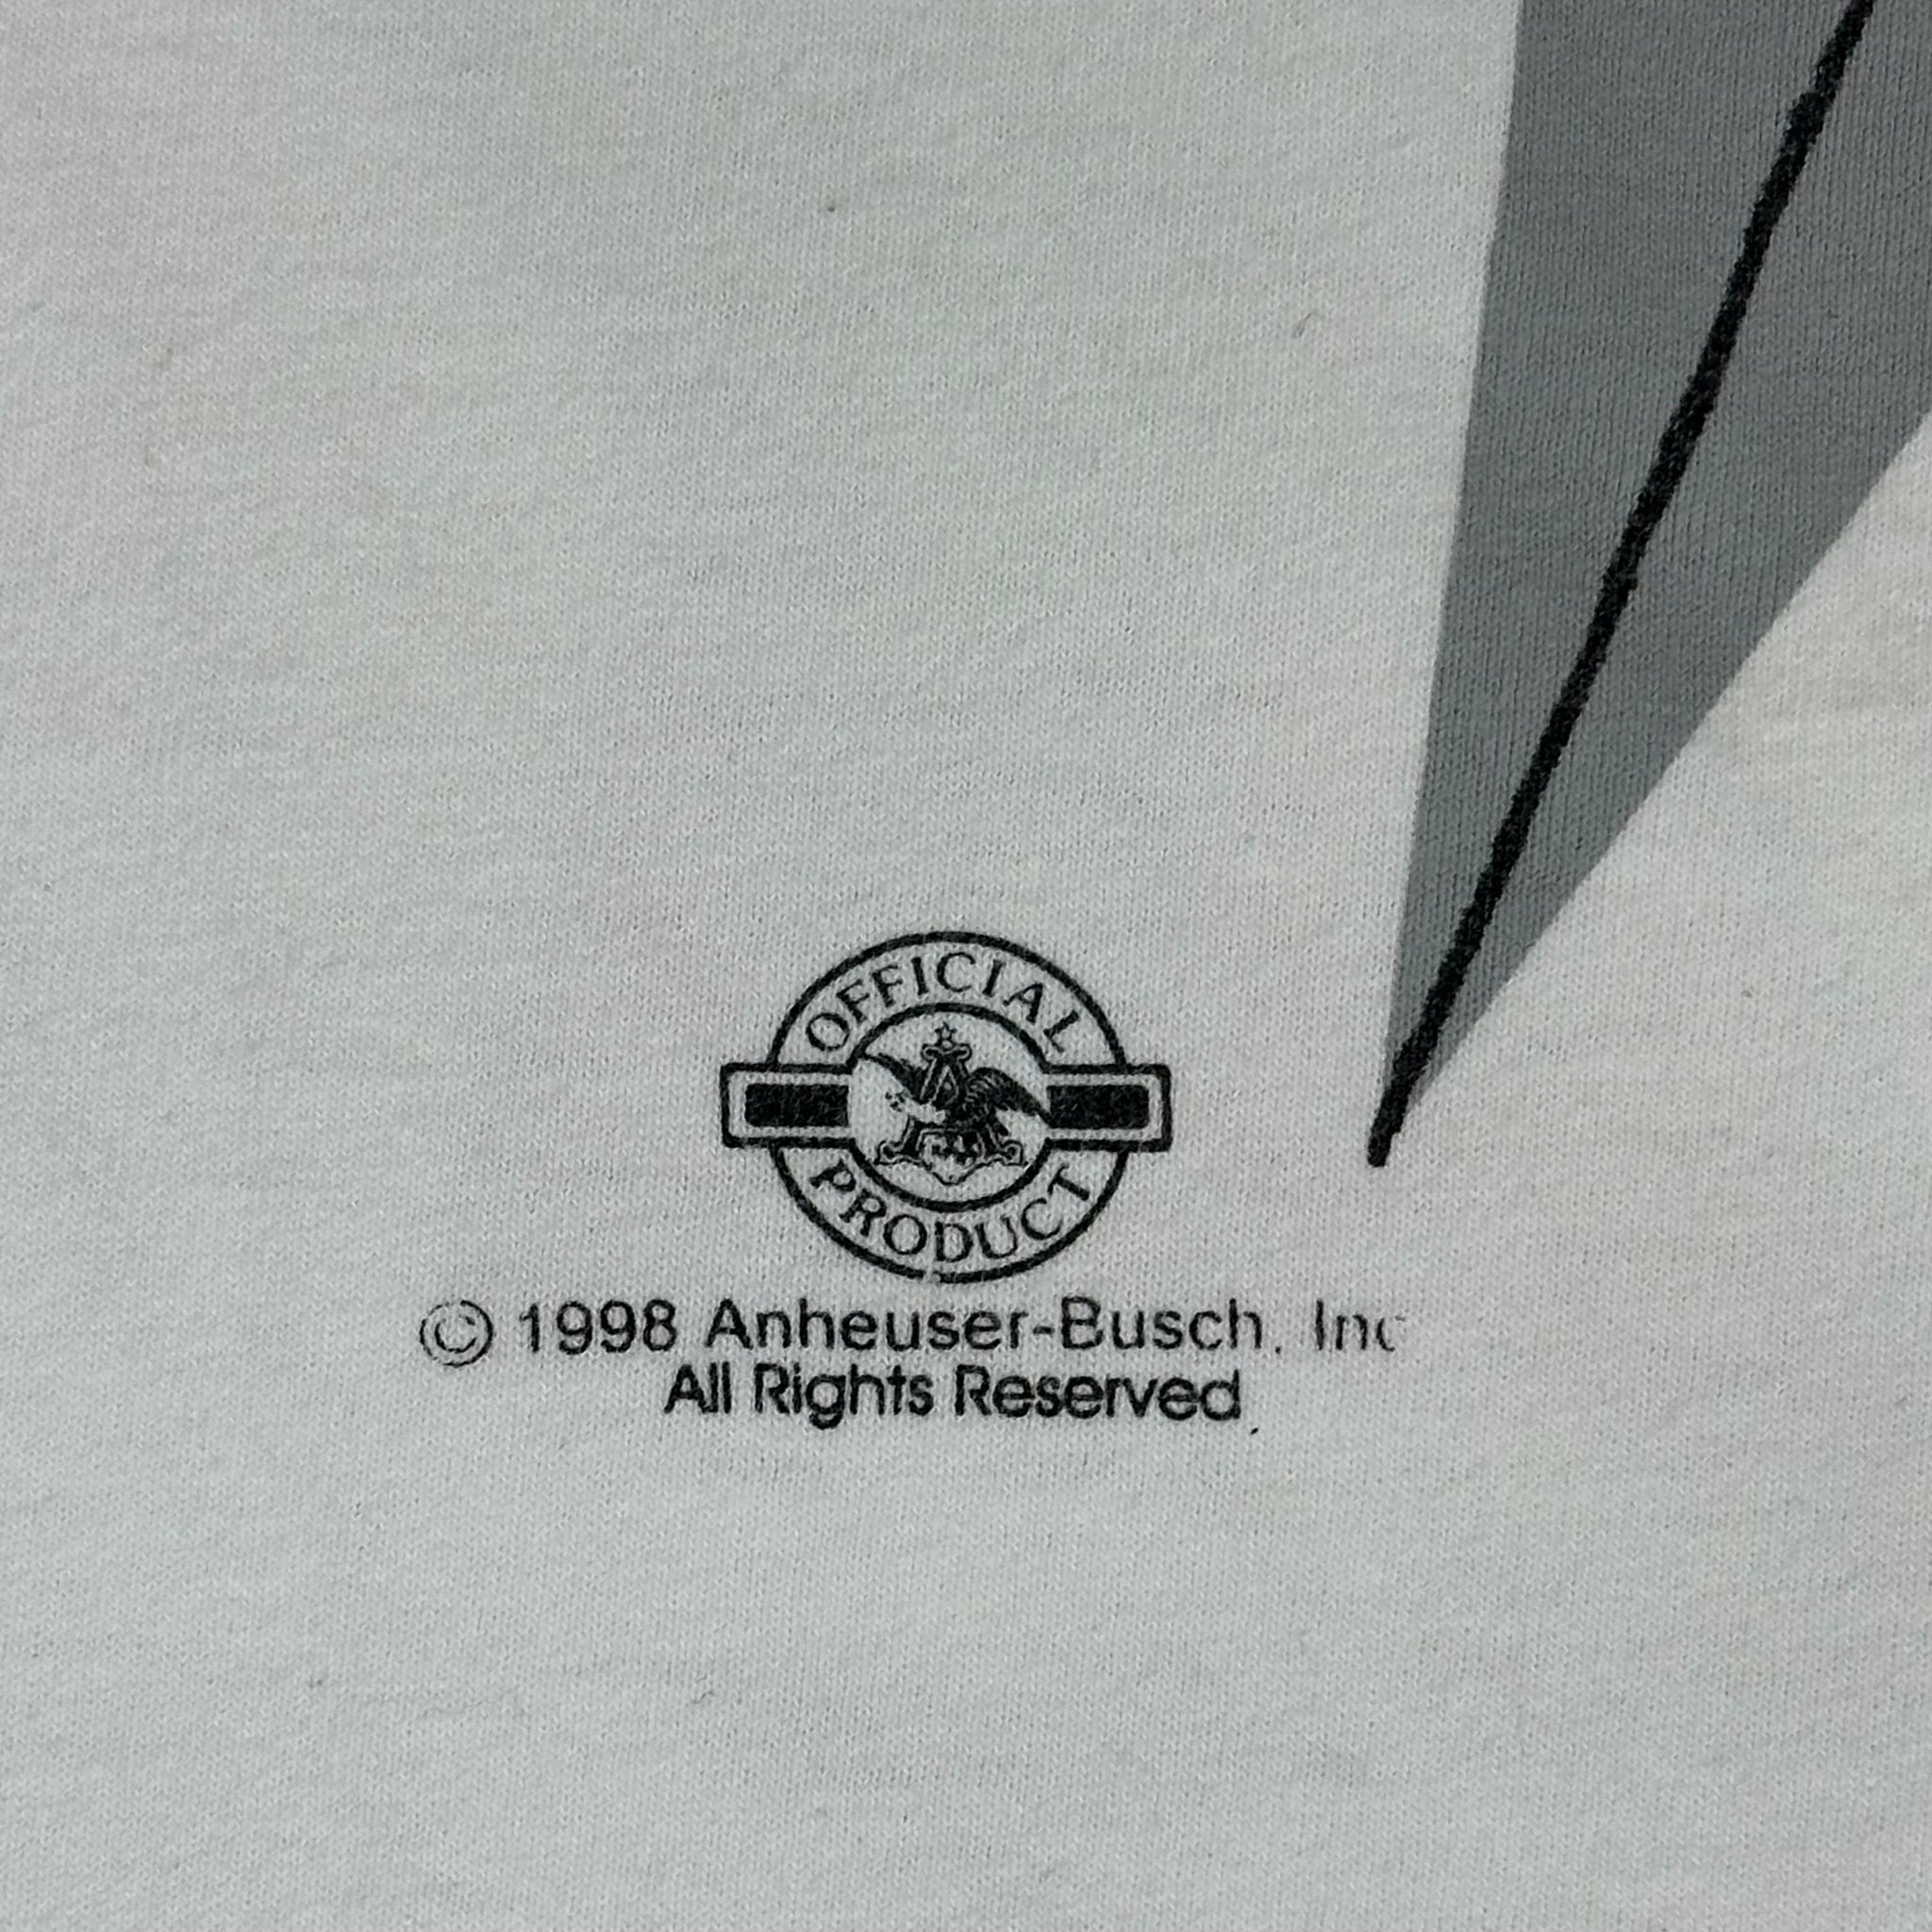 OFFICIAL
A
PRODUCT
© 1998 Anheuser-Busch, Inc
All Rights Reserved.